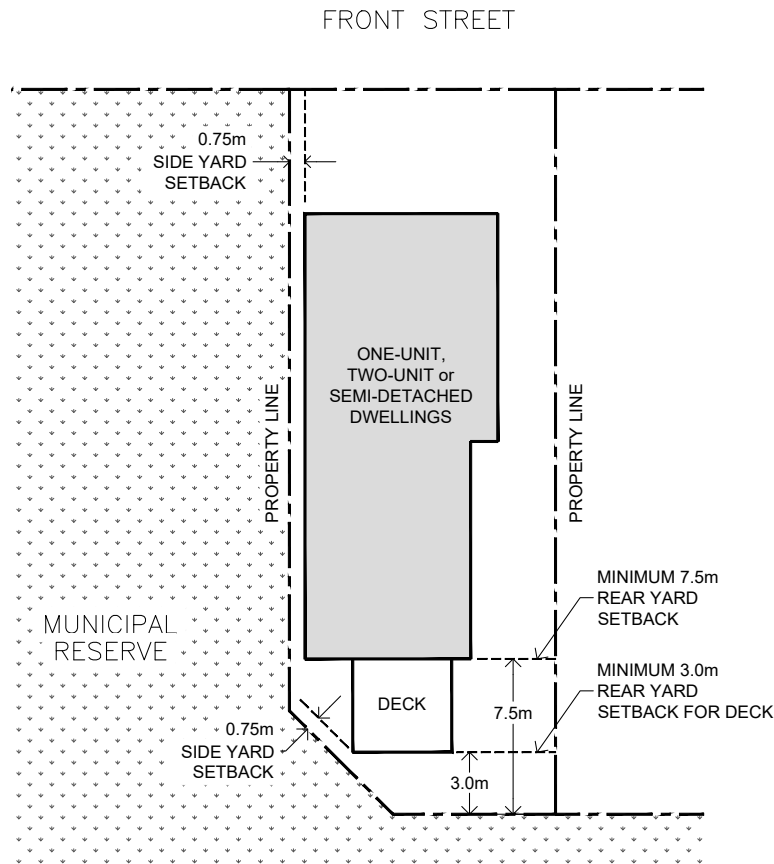 FRONT STREET
0.75m
SIDE YARD
SETBACK
ONE-UNIT,
TWO-UNIT or
SEMI-DETACHED
DWELLINGS
PROPERTY LINE
PROPERTY LINE
MUNICIPAL
RESERVE
MINIMUM 7.5m
REAR YARD
SETBACK
MINIMUM 3.0m
REAR YARD
SETBACK FOR DECK
DECK
7.5m
0.75m
SIDE YARD
SETBACK
3.0m